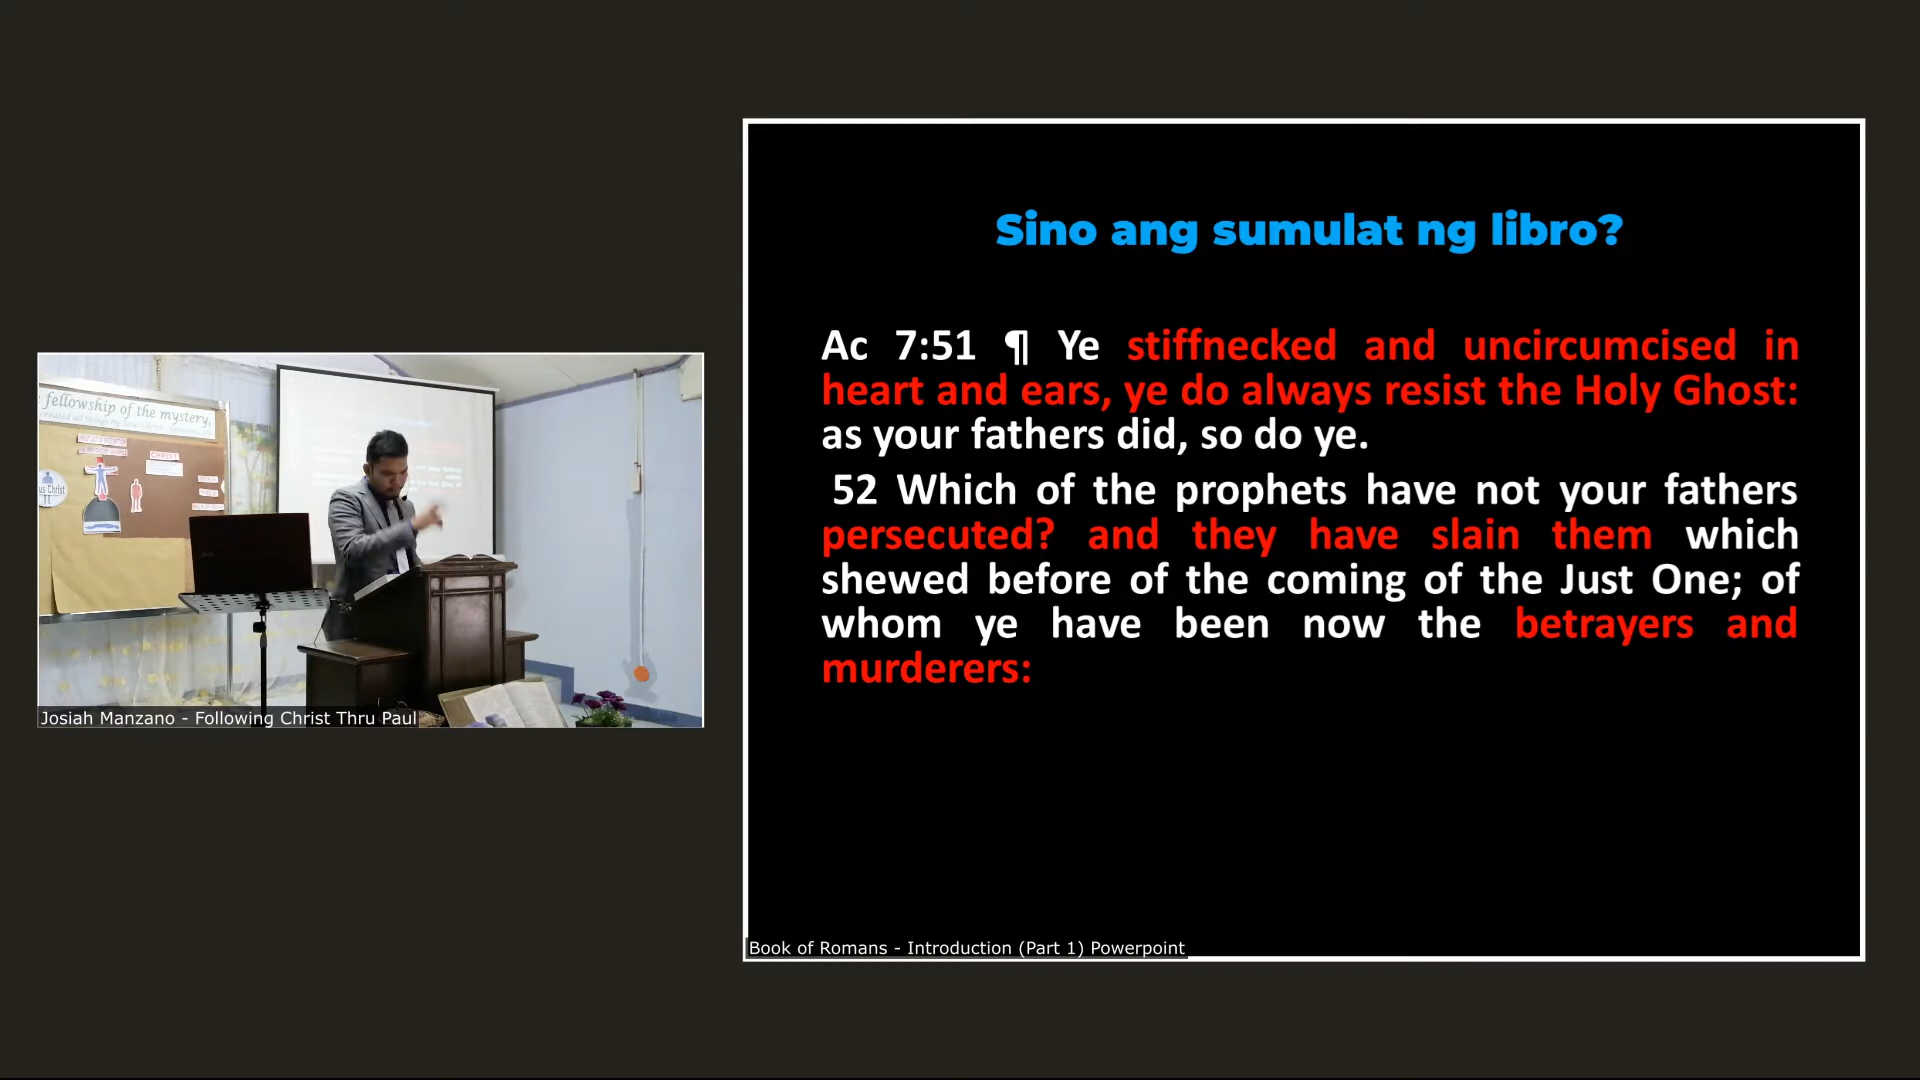 fellowship of the mystery,
CHRIST
us Christ
Josiah Manzano - Following Christ Thru Paul
Sino ang sumulat ng libro?
Ac 7:51 ¶ Ye stiffnecked and uncircumcised in
heart and ears, ye do always resist the Holy Ghost:
as your fathers did, so do ye.
52 Which of the prophets have not your fathers
persecuted? and they have slain them which
shewed before of the coming of the Just One; of
whom ye have been now the betrayers and
murderers:
Book of Romans - Introduction (Part 1) Powerpoint